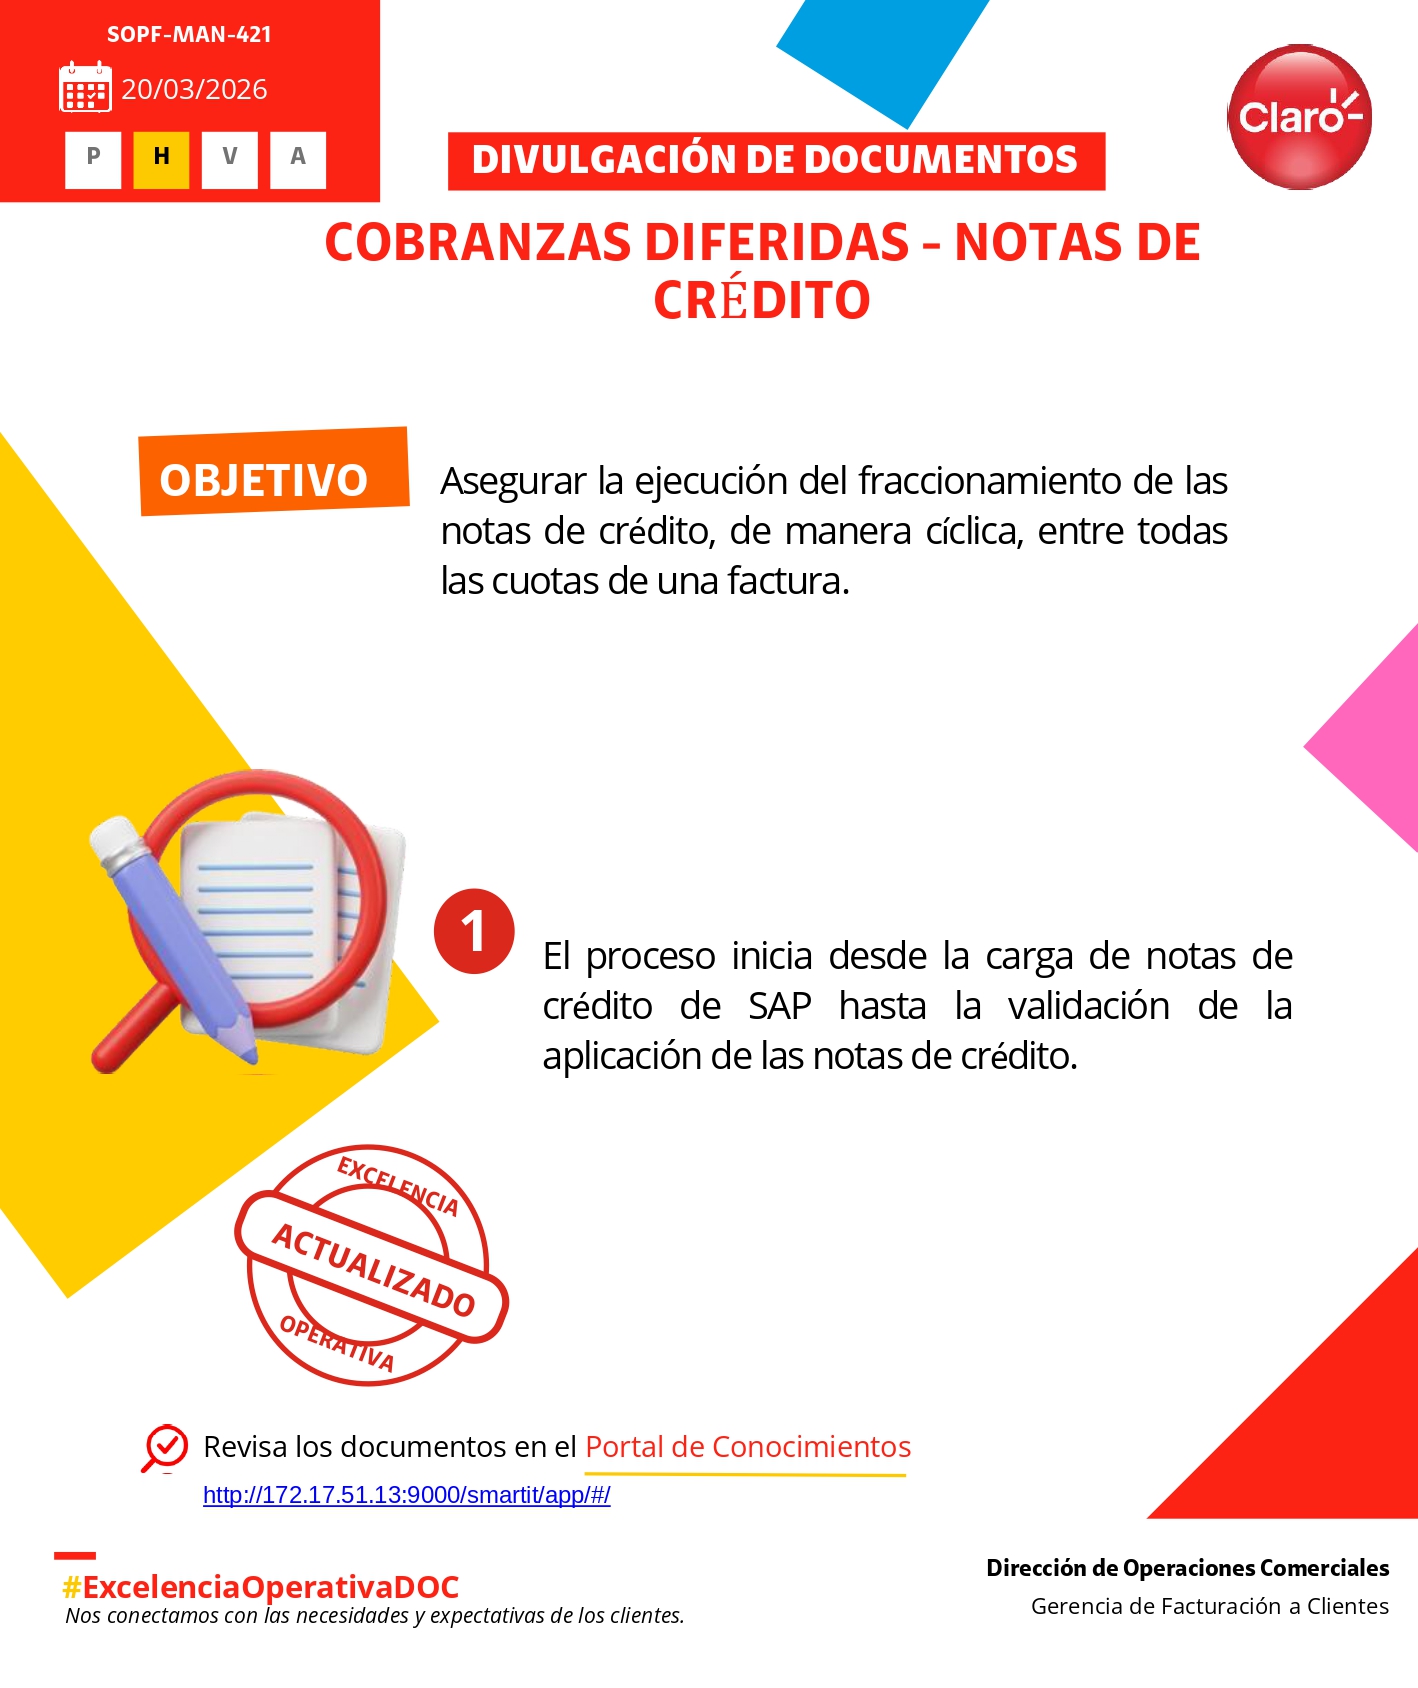 SOPF-MAN-421
20/03/2026
P H V A
Claro
DIVULGACIÓN DE DOCUMENTOS
COBRANZAS DIFERIDAS - NOTAS DE
CRÉDITO
OBJETIVO
Asegurar la ejecución del fraccionamiento de las
notas de crédito, de manera cíclica, entre todas
las cuotas de una factura.
1
El proceso inicia desde la carga de notas de
crédito de SAP hasta la validación de la
aplicación de las notas de crédito.
EXCELENCIA
ACTUALIZADO
OPERATIVA
Revisa los documentos en el Portal de Conocimientos
http://172.17.51.13:9000/smartit/app/#/
#ExcelenciaOperativaDOC
Nos conectamos con las necesidades y expectativas de los clientes.
Dirección de Operaciones Comerciales
Gerencia de Facturación a Clientes